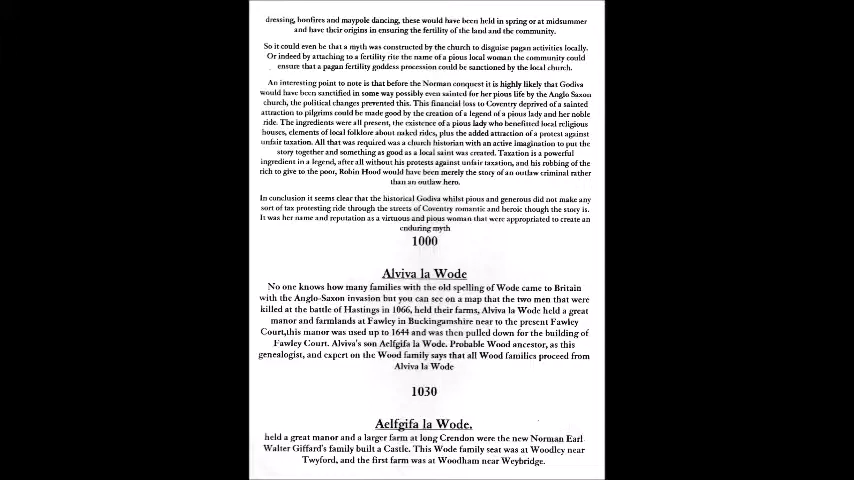 dressing, bonfires and maypole dancing, these would have been held in spring or at midsummer
and have their origins in ensuring the fertility of the land and the community.
So it could even be that a myth was constructed by the church to disguise pagan activities locally.
Or indeed by attaching to a fertility rite the name of a pious local woman the community could
ensure that a pagan fertility goddess procession could be sanctioned by the local church.
An interesting point to note is that before the Norman conquest it is highly likely that Godiva
would have been sanctified in some way possibly even sainted for her pious life by the Anglo Saxon
church, the political changes prevented this. This financial loss to Coventry deprived of a sainted
attraction to pilgrims could be made good by the creation of a legend of a pious lady and her noble
ride. The ingredients were all present, the existence of a pious lady who benefitted local religious
houses, elements of local folklore about naked rides, plus the added attraction of a protest against
unfair taxation. All that was required was a church historian with an active imagination to put the
story together and something as good as a local saint was created. Taxation is a powerful
ingredient in a legend, after all without his protests against unfair taxation, and his robbing of the
rich to give to the poor, Robin Hood would have been merely the story of an outlaw criminal rather
than an outlaw hero.
In conclusion it seems clear that the historical Godiva whilst pious and generous did not make any
sort of tax protesting ride through the streets of Coventry romantic and heroic though the story is.
It was her name and reputation as a virtuous and pious woman that were appropriated to create an
enduring myth
1000
Alviva la Wode
No one knows how many families with the old spelling of Wode came to Britain
with the Anglo-Saxon invasion but you can see on a map that the two men that were
killed at the battle of Hastings in 1066, held their farms, Alviva la Wode held a great
manor and farmlands at Fawley in Buckingamshire near to the present Fawley
Court,this manor was used up to 1644 and was then pulled down for the building of
Fawley Court. Alviva's son Aelfgifa la Wode. Probable Wood ancestor, as this
genealogist, and expert on the Wood family says that all Wood families proceed from
Alviva la Wode
1030
Aelfgifa la Wode.
held a great manor and a larger farm at long Crendon were the new Norman Earl
Walter Giffard's family built a Castle. This Wode family seat was at Woodley near
Twyford, and the first farm was at Woodham near Weybridge.